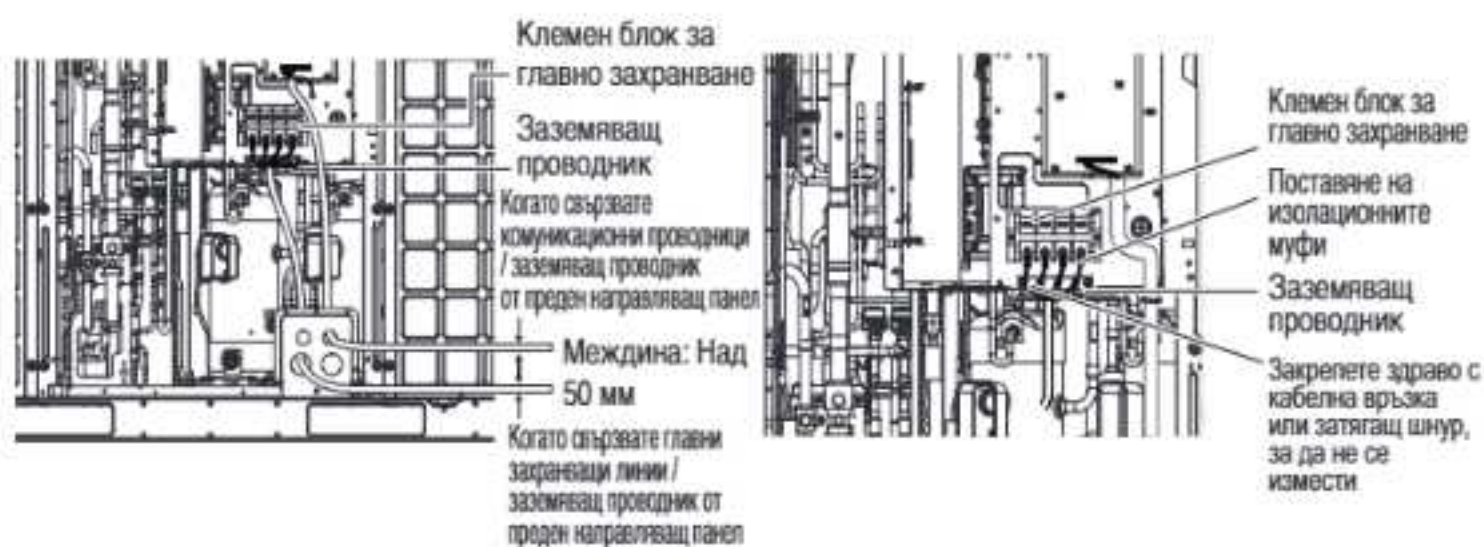 Клемен блок за
главно захранване
Заземяващ
проводник
Когато свързвате
комуникационни проводници
/ заземяващ проводник
от преден направляващ панел
Междина: Над
50 мм
Когато свързвате главни
захранващи линии /
заземяващ проводник от
преден направляващ панел
Клемен блок за
главно захранване
Поставяне на
изолационните
муфи
Заземяващ
проводник
Закрепете здраво с
кабелна връзка
или затягащ шнур,
за да не се
измести